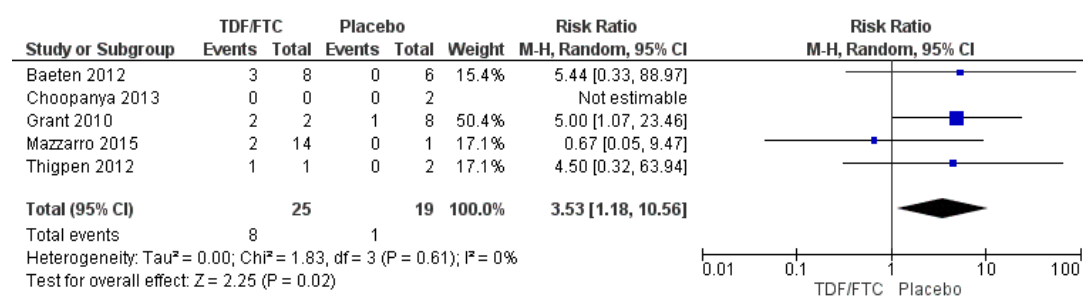 TDF/FTC Placebo Risk Ratio Risk Ratio
Study or Subgroup Events Total Events Total Weight M-H, Random, 95% CI M-H, Random, 95% CI
Baeten 2012 3 8 0 6 15.4% 5.44 [0.33, 88.97]
Choopanya 2013 0 0 0 2 Not estimable
Grant 2010 2 2 1 8 50.4% 5.00 [1.07, 23.46]
Mazzarro 2015 2 14 0 1 17.1% 0.67 [0.05, 9.47]
Thigpen 2012 1 1 0 2 17.1% 4.50 [0.32, 63.94]
Total (95% CI) 25 19 100.0% 3.53 [1.18, 10.56]
Total events 8 1
Heterogeneity: Tau² = 0.00; Chi² = 1.83, df = 3 (P = 0.61); I² = 0%
Test for overall effect: Z = 2.25 (P = 0.02)
0.01 0.1 1 10 100
TDF/FTC Placebo